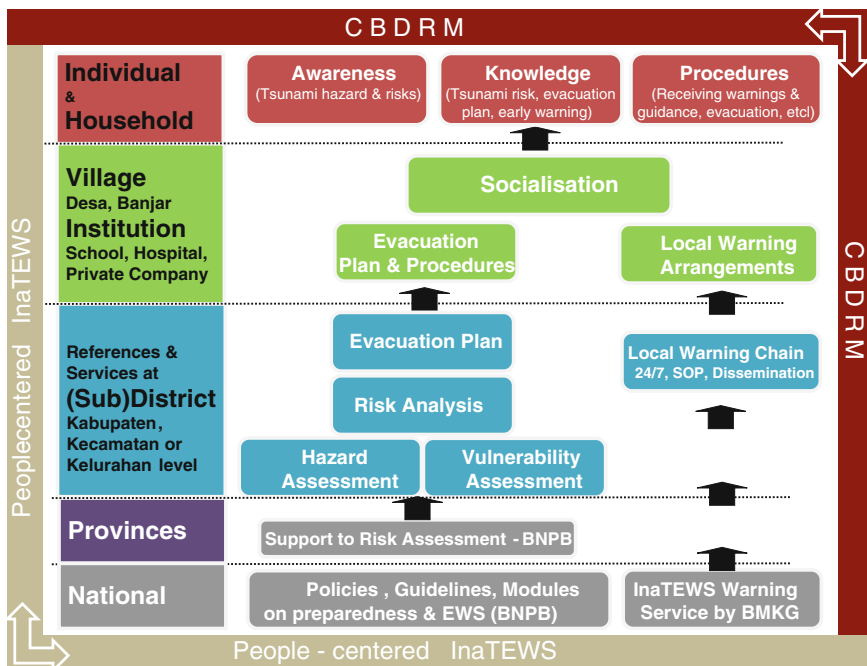 CBDRM
Individual
&
Household
Awareness
(Tsunami hazard & risks)
Knowledge
(Tsunami risk, evacuation
plan, early warning)
Procedures
(Receiving warnings &
guidance, evacuation, etcl)
Village
Desa, Banjar
Institution
School, Hospital,
Private Company
Socialisation
Evacuation
Plan & Procedures
Local Warning
Arrangements
References &
Services at
(Sub)District
Kabupaten,
Kecamatan or
Kelurahan level
Evacuation Plan
Risk Analysis
Hazard
Assessment
Vulnerability
Assessment
Local Warning Chain
24/7, SOP, Dissemination
Provinces
Support to Risk Assessment - BNPB
National
Policies , Guidelines, Modules
on preparedness & EWS (BNPB)
InaTEWS Warning
Service by BMKG
Peoplecentered InaTEWS
CBDRM
People - centered InaTEWS